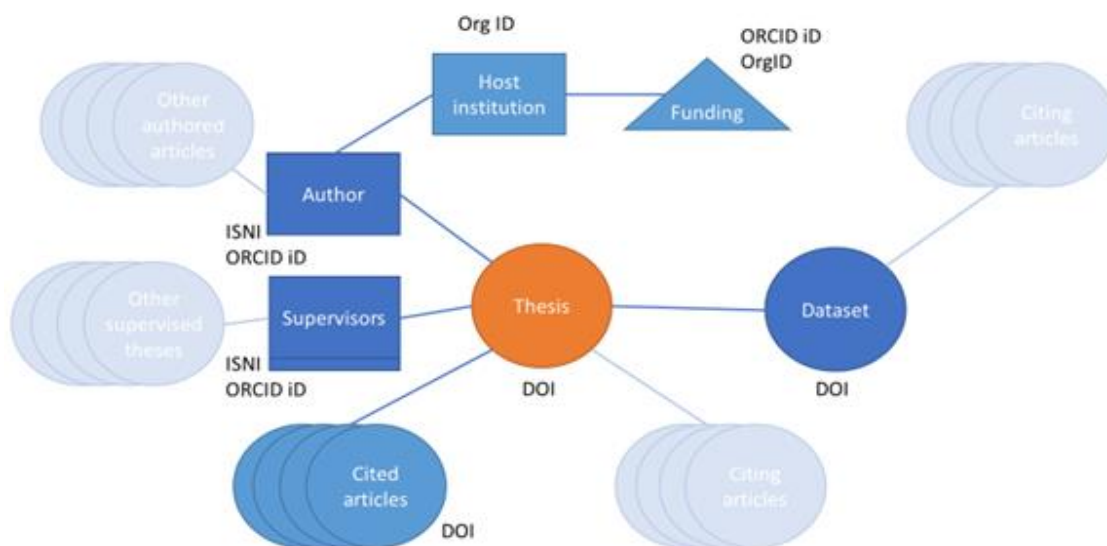 Org ID
Host
institution
ORCID iD
OrgID
Funding
Other
authored
articles
Citing
articles
Author
ISNI
ORCID iD
Other
supervised
theses
Supervisors
ISNI
ORCID iD
Thesis
DOI
Dataset
DOI
Cited
articles
DOI
Citing
articles